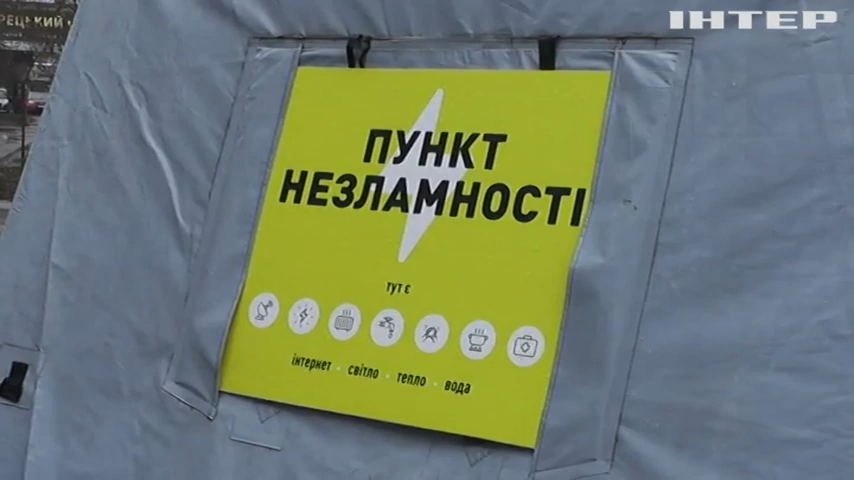 ІНТЕР
ПУНКТ
НЕЗЛАМНОСТІ
тут є
інтернет · світло · тепло · вода